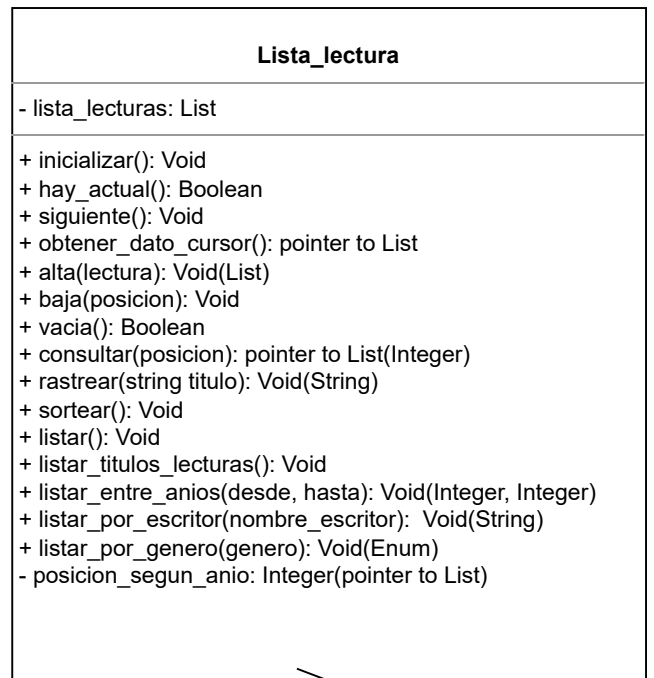 Lista_lectura
- lista_lecturas: List
+ inicializar(): Void
+ hay_actual(): Boolean
+ siguiente(): Void
+ obtener_dato_cursor(): pointer to List
+ alta(lectura): Void(List)
+ baja(posicion): Void
+ vacia(): Boolean
+ consultar(posicion): pointer to List(Integer)
+ rastrear(string titulo): Void(String)
+ sortear(): Void
+ listar(): Void
+ listar_titulos_lecturas(): Void
+ listar_entre_anios(desde, hasta): Void(Integer, Integer)
+ listar_por_escritor(nombre_escritor):  Void(String)
+ listar_por_genero(genero): Void(Enum)
- posicion_segun_anio: Integer(pointer to List)